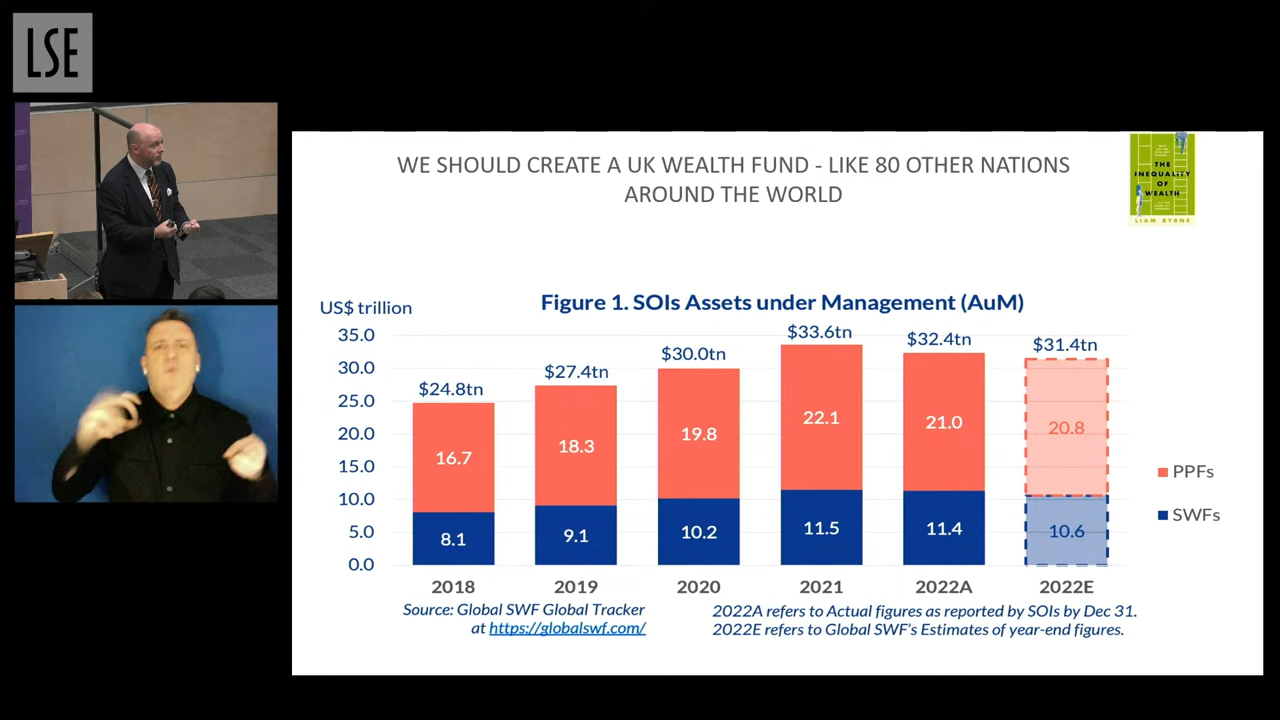 LSE
WE SHOULD CREATE A UK WEALTH FUND - LIKE 80 OTHER NATIONS
AROUND THE WORLD
THE
INEQUALITY
OF
WEALTH
LIAM BYRNE
US$ trillion
Figure 1. SOIs Assets under Management (AuM)
35.0
30.0
25.0
20.0
15.0
10.0
5.0
0.0
$24.8tn
$27.4tn
$30.0tn
$33.6tn
$32.4tn
$31.4tn
16.7
18.3
19.8
22.1
21.0
20.8
8.1
9.1
10.2
11.5
11.4
10.6
PPFs
SWFs
2018
2019
2020
2021
2022A
2022E
Source: Global SWF Global Tracker
at https://globalswf.com/
2022A refers to Actual figures as reported by SOIs by Dec 31.
2022E refers to Global SWF's Estimates of year-end figures.